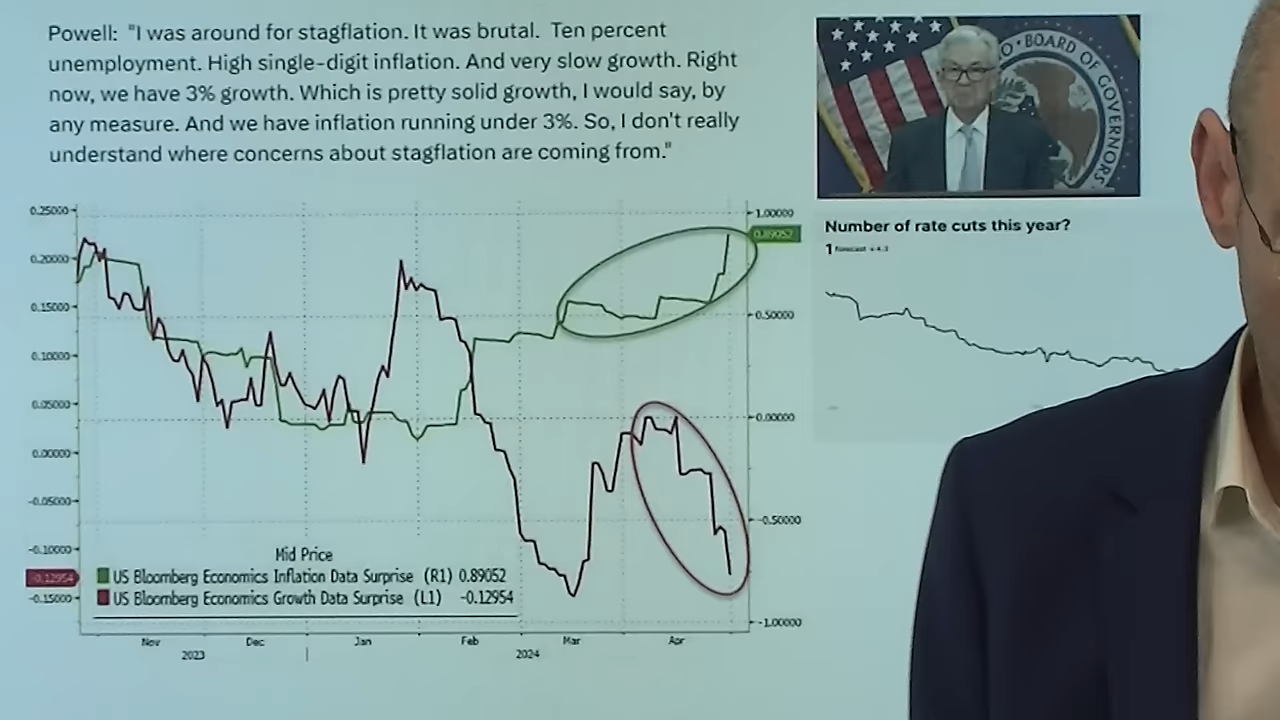 Powell: "I was around for stagflation. It was brutal. Ten percent
unemployment. High single-digit inflation. And very slow growth. Right
now, we have 3% growth. Which is pretty solid growth, I would say, by
any measure. And we have inflation running under 3%. So, I don't really
understand where concerns about stagflation are coming from."
BOARD OF GOVERNORS
Number of rate cuts this year?
1
0.25000
0.20000
0.15000
0.10000
0.05000
0.00000
-0.05000
-0.10000
-0.12954
-0.15000
1.00000
0.89052
0.50000
0.00000
-0.50000
-1.00000
Mid Price
US Bloomberg Economics Inflation Data Surprise (R1) 0.89052
US Bloomberg Economics Growth Data Surprise (L1) -0.12954
Nov Dec Jan Feb Mar Apr
2023 2024